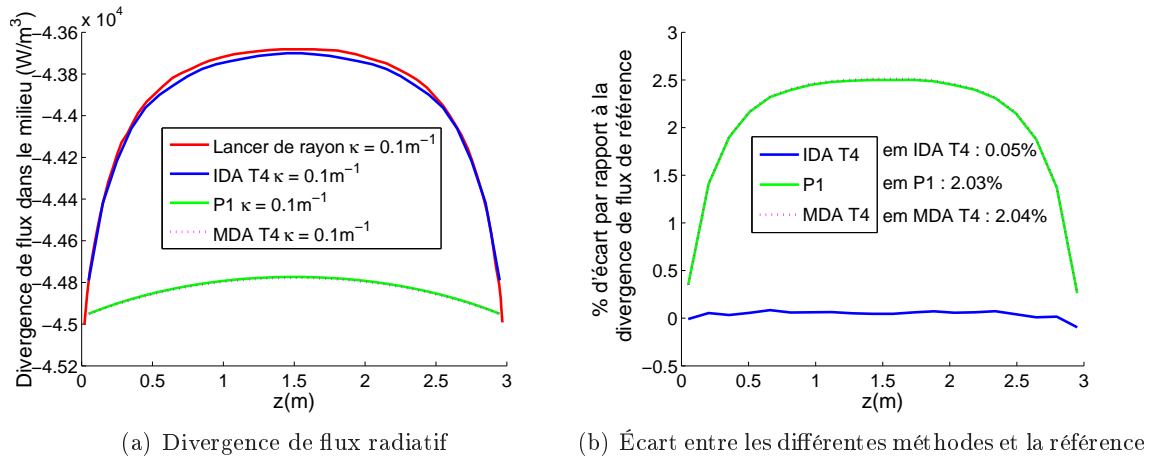 x 10⁴
−4.36
−4.38
−4.4
−4.42
−4.44
−4.46
−4.48
−4.5
−4.52
Divergence de flux dans le milieu (W/m³)
Lancer de rayon κ = 0.1m⁻¹
IDA T4 κ = 0.1m⁻¹
P1 κ = 0.1m⁻¹
MDA T4 κ = 0.1m⁻¹
0 0.5 1 1.5 2 2.5 3
z(m)
(a) Divergence de flux radiatif
3
2.5
2
1.5
1
0.5
0
−0.5
% d'écart par rapport à la
divergence de flux de référence
IDA T4 em IDA T4 : 0.05%
P1 em P1 : 2.03%
MDA T4 em MDA T4 : 2.04%
0 0.5 1 1.5 2 2.5 3
z(m)
(b) Écart entre les différentes méthodes et la référence